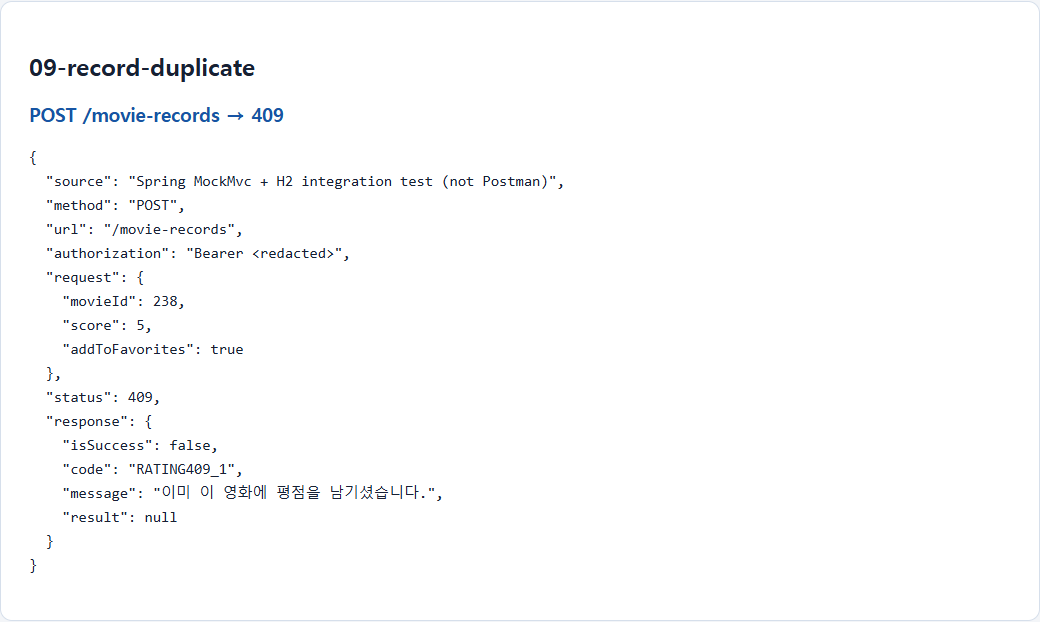 09-record-duplicate
POST /movie-records → 409
{
  "source": "Spring MockMvc + H2 integration test (not Postman)",
  "method": "POST",
  "url": "/movie-records",
  "authorization": "Bearer <redacted>",
  "request": {
    "movieId": 238,
    "score": 5,
    "addToFavorites": true
  },
  "status": 409,
  "response": {
    "isSuccess": false,
    "code": "RATING409_1",
    "message": "이미 이 영화에 평점을 남기셨습니다.",
    "result": null
  }
}